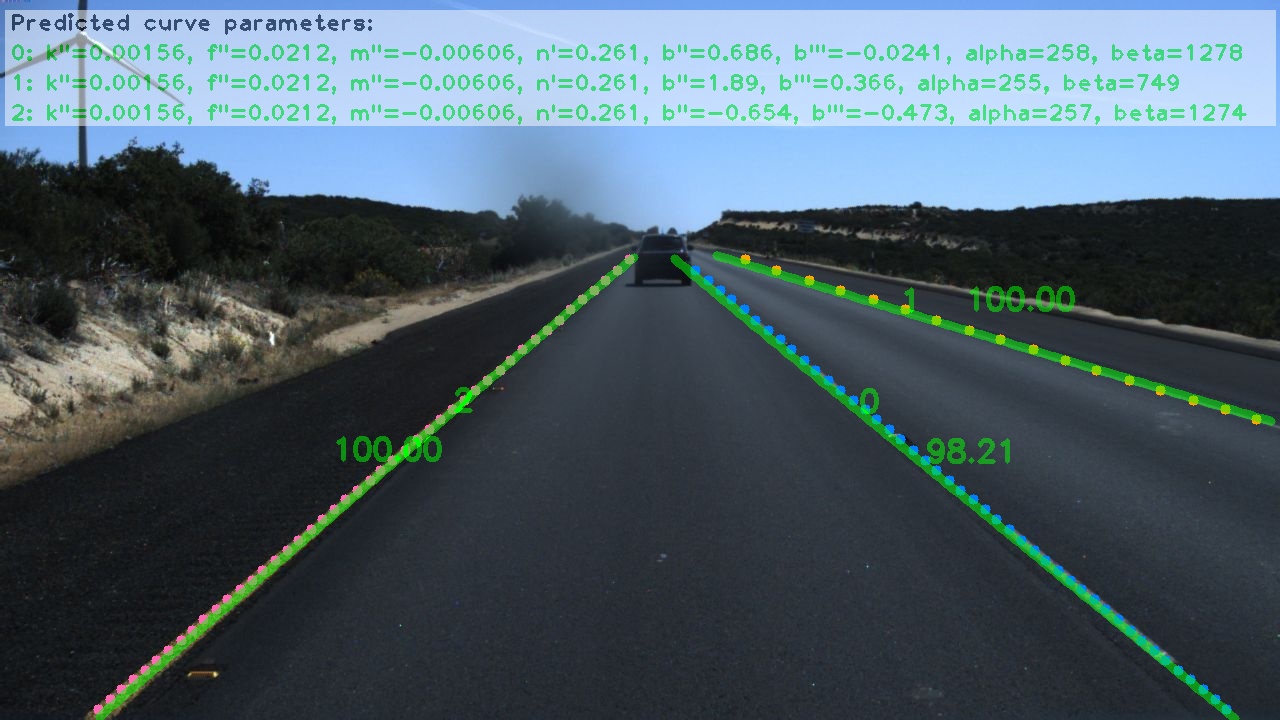 Predicted curve parameters:
0: k''=0.00156, f''=0.0212, m''=-0.00606, n'=0.261, b''=0.686, b'''=-0.0241, alpha=258, beta=1278
1: k''=0.00156, f''=0.0212, m''=-0.00606, n'=0.261, b''=1.89, b'''=0.366, alpha=255, beta=749
2: k''=0.00156, f''=0.0212, m''=-0.00606, n'=0.261, b''=-0.654, b'''=-0.473, alpha=257, beta=1274
1 100.00
2
0
100.00
98.21